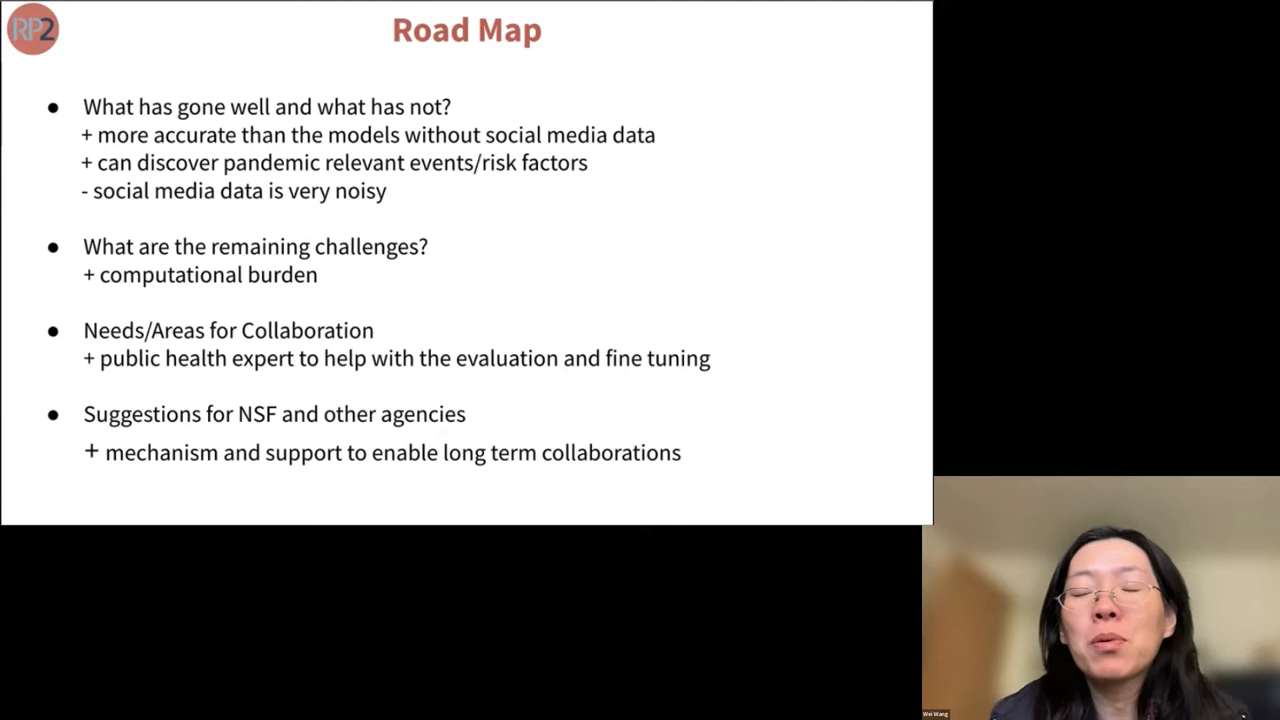 RP2
Road Map
● What has gone well and what has not?
+ more accurate than the models without social media data
+ can discover pandemic relevant events/risk factors
- social media data is very noisy
● What are the remaining challenges?
+ computational burden
● Needs/Areas for Collaboration
+ public health expert to help with the evaluation and fine tuning
● Suggestions for NSF and other agencies
+ mechanism and support to enable long term collaborations
Wei Wang